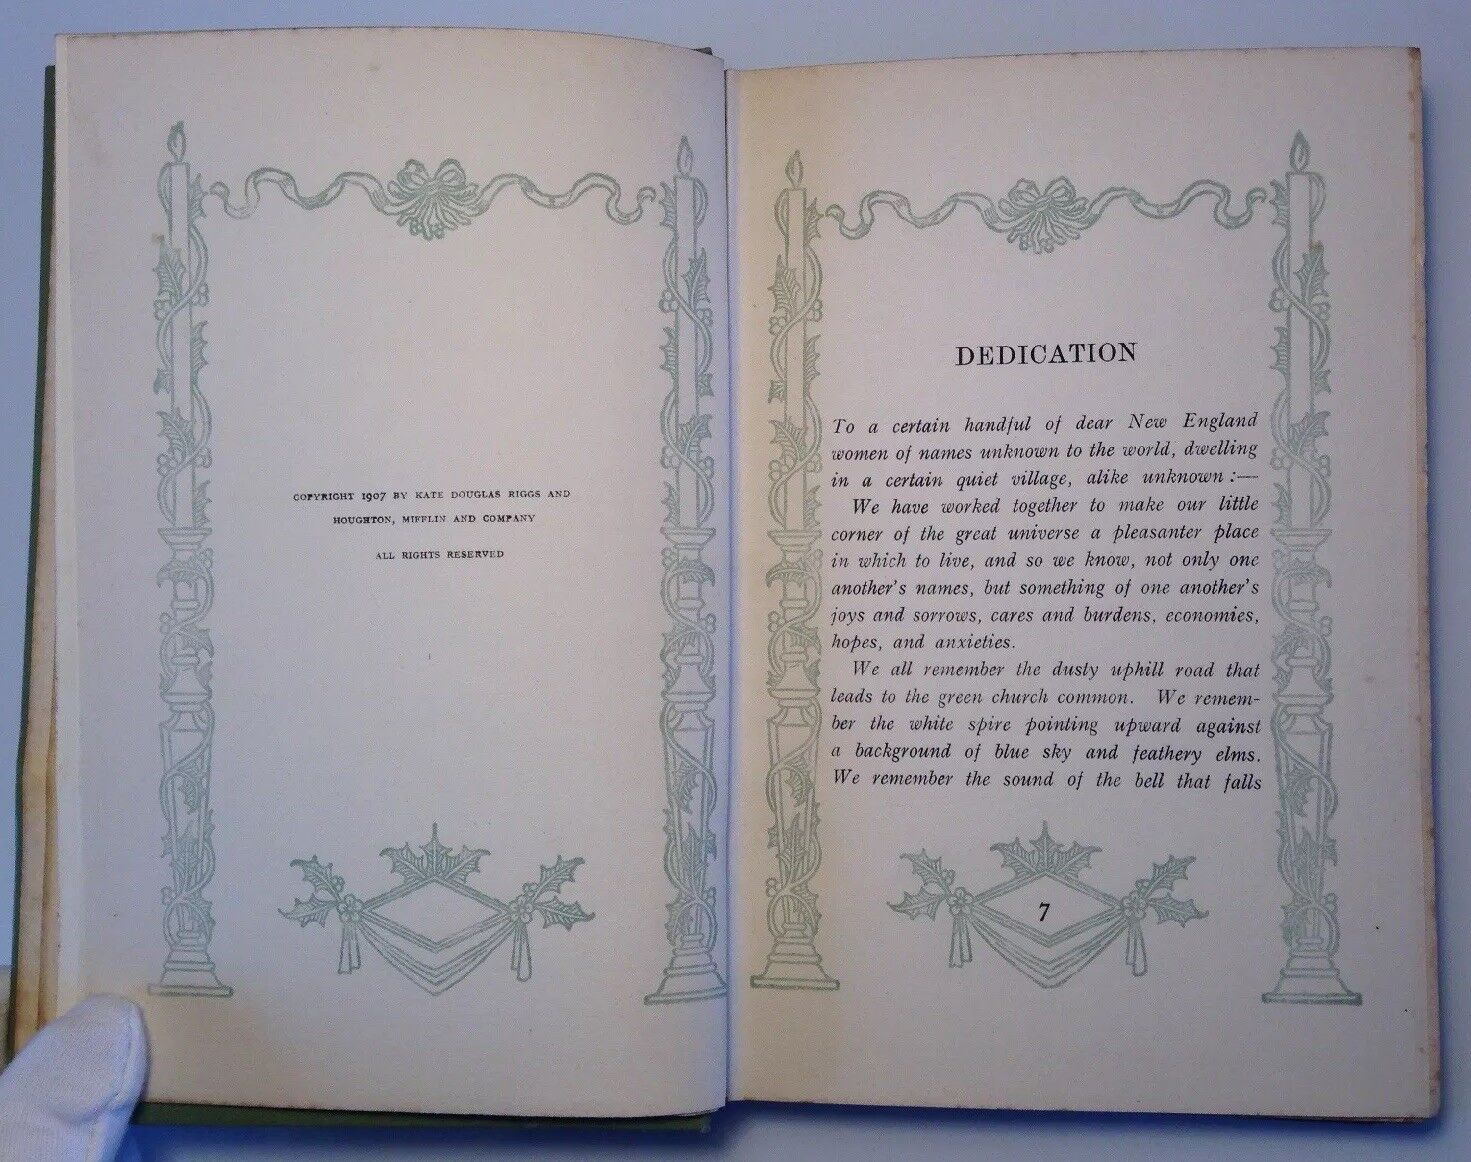 COPYRIGHT 1907 BY KATE DOUGLAS RIGGS AND
HOUGHTON, MIFFLIN AND COMPANY
ALL RIGHTS RESERVED
DEDICATION
To a certain handful of dear New England
women of names unknown to the world, dwelling
in a certain quiet village, alike unknown :—
We have worked together to make our little
corner of the great universe a pleasanter place
in which to live, and so we know, not only one
another's names, but something of one another's
joys and sorrows, cares and burdens, economies,
hopes, and anxieties.
We all remember the dusty uphill road that
leads to the green church common. We remem-
ber the white spire pointing upward against
a background of blue sky and feathery elms.
We remember the sound of the bell that falls
7